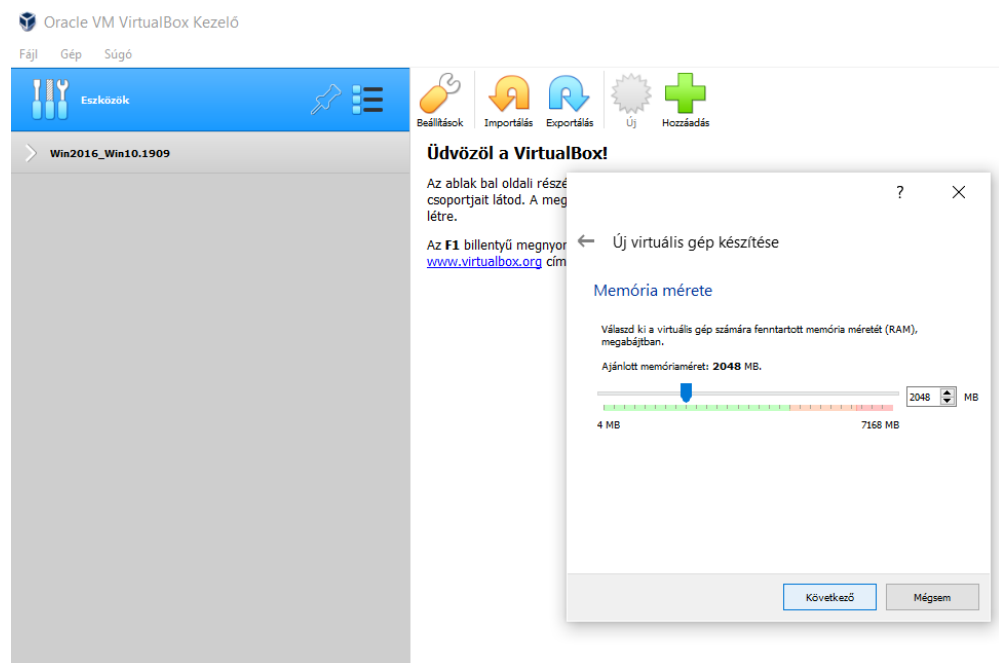 Oracle VM VirtualBox Kezelő
Fájl Gép Súgó
Eszközök
Beállítások Importálás Exportálás Új Hozzáadás
Win2016_Win10.1909
Üdvözöl a VirtualBox!
Az ablak bal oldali részé
csoportjait látod. A meg
létre.
Az F1 billentyű megnyor
www.virtualbox.org cím
?
Új virtuális gép készítése
Memória mérete
Válaszd ki a virtuális gép számára fenntartott memória méretét (RAM),
megabájtban.
Ajánlott memóriaméret: 2048 MB.
2048 MB
4 MB 7168 MB
Következő Mégsem